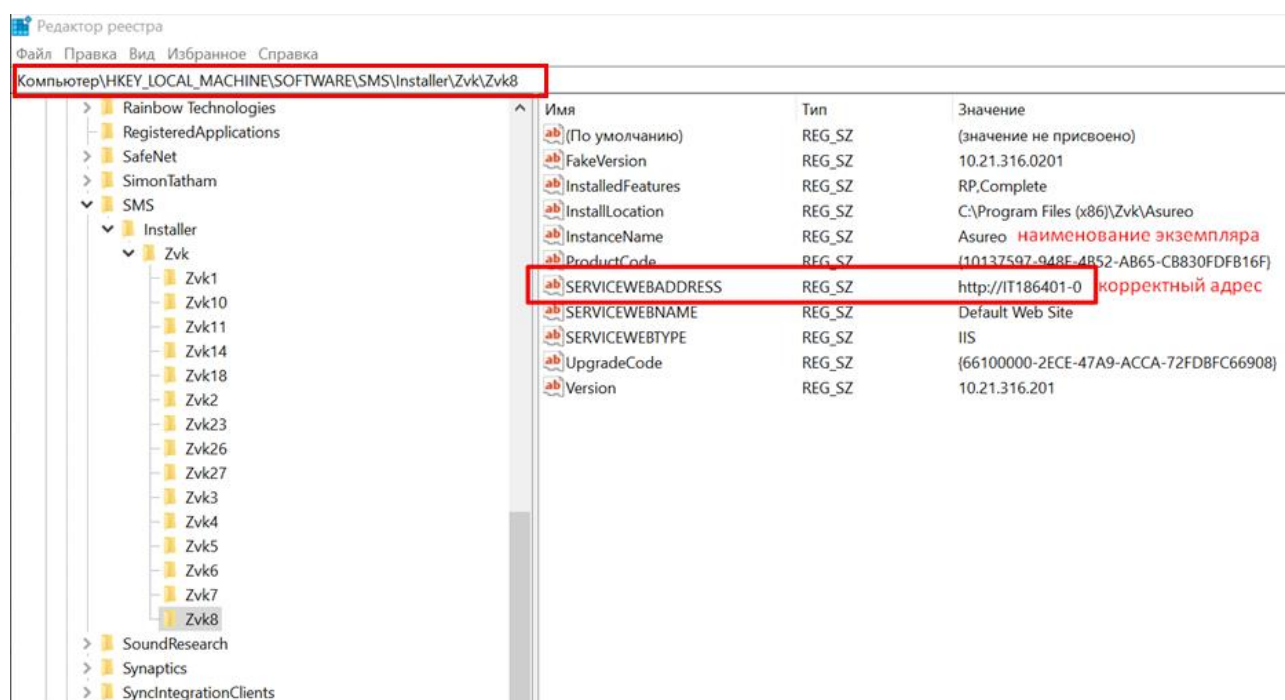 Редактор реестра
Файл Правка Вид Избранное Справка
Компьютер\HKEY_LOCAL_MACHINE\SOFTWARE\SMS\Installer\Zvk\Zvk8
Rainbow Technologies
RegisteredApplications
SafeNet
SimonTatham
SMS
Installer
Zvk
Zvk1
Zvk10
Zvk11
Zvk14
Zvk18
Zvk2
Zvk23
Zvk26
Zvk27
Zvk3
Zvk4
Zvk5
Zvk6
Zvk7
Zvk8
SoundResearch
Synaptics
SyncIntegrationClients
Имя Тип Значение
(По умолчанию) REG_SZ (значение не присвоено)
FakeVersion REG_SZ 10.21.316.0201
InstalledFeatures REG_SZ RP,Complete
InstallLocation REG_SZ C:\Program Files (x86)\Zvk\Asureo
InstanceName REG_SZ Asureo наименование экземпляра
ProductCode REG_SZ {10137597-948F-4B52-AB65-CB830FDFB16F}
SERVICEWEBADDRESS REG_SZ http://IT186401-0 корректный адрес
SERVICEWEBNAME REG_SZ Default Web Site
SERVICEWEBTYPE REG_SZ IIS
UpgradeCode REG_SZ {66100000-2ECE-47A9-ACCA-72FDBFC66908}
Version REG_SZ 10.21.316.201